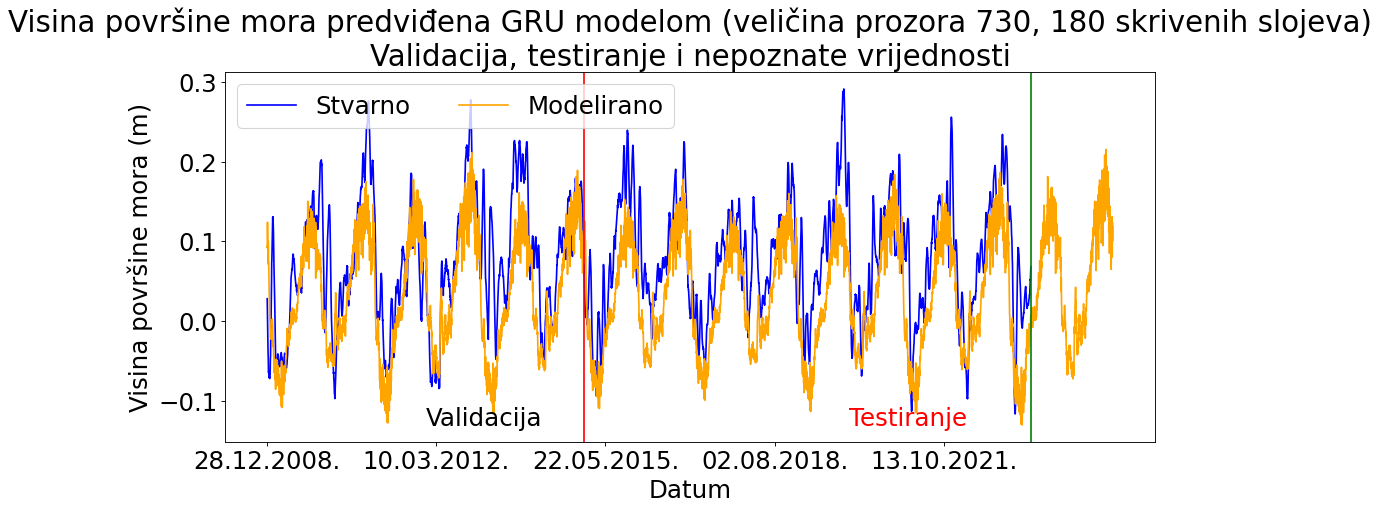 Visina površine mora predviđena GRU modelom (veličina prozora 730, 180 skrivenih slojeva)
Validacija, testiranje i nepoznate vrijednosti
Stvarno Modelirano
Visina površine mora (m)
0.3
0.2
0.1
0.0
−0.1
Validacija Testiranje
28.12.2008. 10.03.2012. 22.05.2015. 02.08.2018. 13.10.2021.
Datum